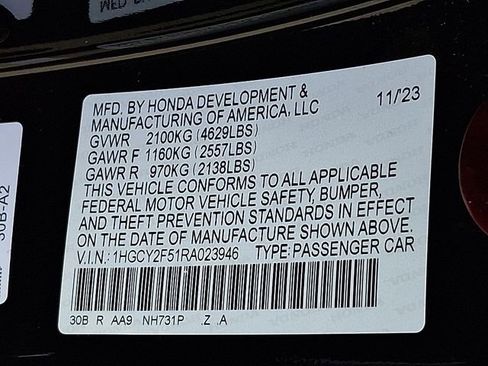 MFD. BY HONDA DEVELOPMENT & 11/23
MANUFACTURING OF AMERICA, LLC
GVWR 2100KG (4629LBS)
GAWR F 1160KG (2557LBS)
GAWR R 970KG (2138LBS)
THIS VEHICLE CONFORMS TO ALL APPLICABLE
FEDERAL MOTOR VEHICLE SAFETY, BUMPER,
AND THEFT PREVENTION STANDARDS IN EFFECT
ON THE DATE OF MANUFACTURE SHOWN ABOVE.
V.I.N.: 1HGCY2F51RA023946 TYPE: PASSENGER CAR
30B R AA9 NH731P .Z .A
30B-A2